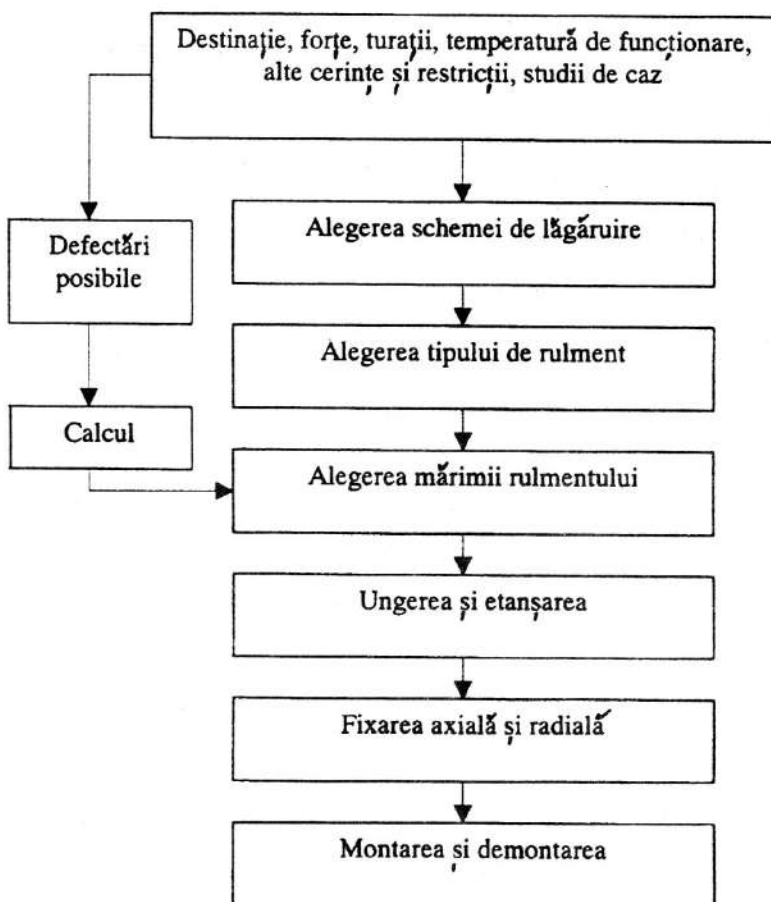 Destinație, forțe, turații, temperatură de funcționare,
alte cerințe și restricții, studii de caz
Alegerea schemei de lăgăruire
Defectări
posibile
Alegerea tipului de rulment
Calcul
Alegerea mărimii rulmentului
Ungerea și etanșarea
Fixarea axială și radială
Montarea și demontarea